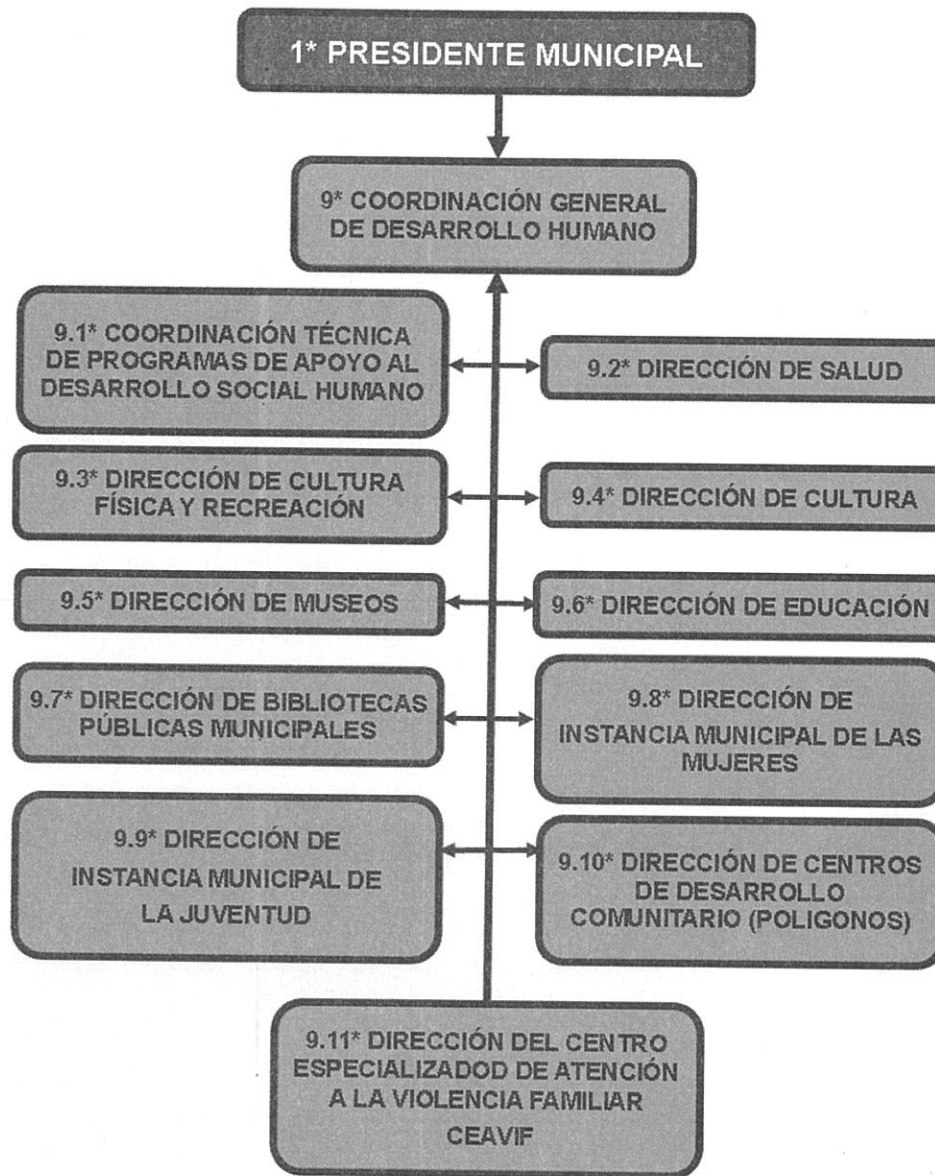 1* PRESIDENTE MUNICIPAL
9* COORDINACIÓN GENERAL
DE DESARROLLO HUMANO
9.1* COORDINACIÓN TÉCNICA
DE PROGRAMAS DE APOYO AL
DESARROLLO SOCIAL HUMANO
9.2* DIRECCIÓN DE SALUD
9.3* DIRECCIÓN DE CULTURA
FÍSICA Y RECREACIÓN
9.4* DIRECCIÓN DE CULTURA
9.5* DIRECCIÓN DE MUSEOS
9.6* DIRECCIÓN DE EDUCACIÓN
9.7* DIRECCIÓN DE BIBLIOTECAS
PÚBLICAS MUNICIPALES
9.8* DIRECCIÓN DE
INSTANCIA MUNICIPAL DE LAS
MUJERES
9.9* DIRECCIÓN DE
INSTANCIA MUNICIPAL DE
LA JUVENTUD
9.10* DIRECCIÓN DE CENTROS
DE DESARROLLO
COMUNITARIO (POLIGONOS)
9.11* DIRECCIÓN DEL CENTRO
ESPECIALIZADOD DE ATENCIÓN
A LA VIOLENCIA FAMILIAR
CEAVIF